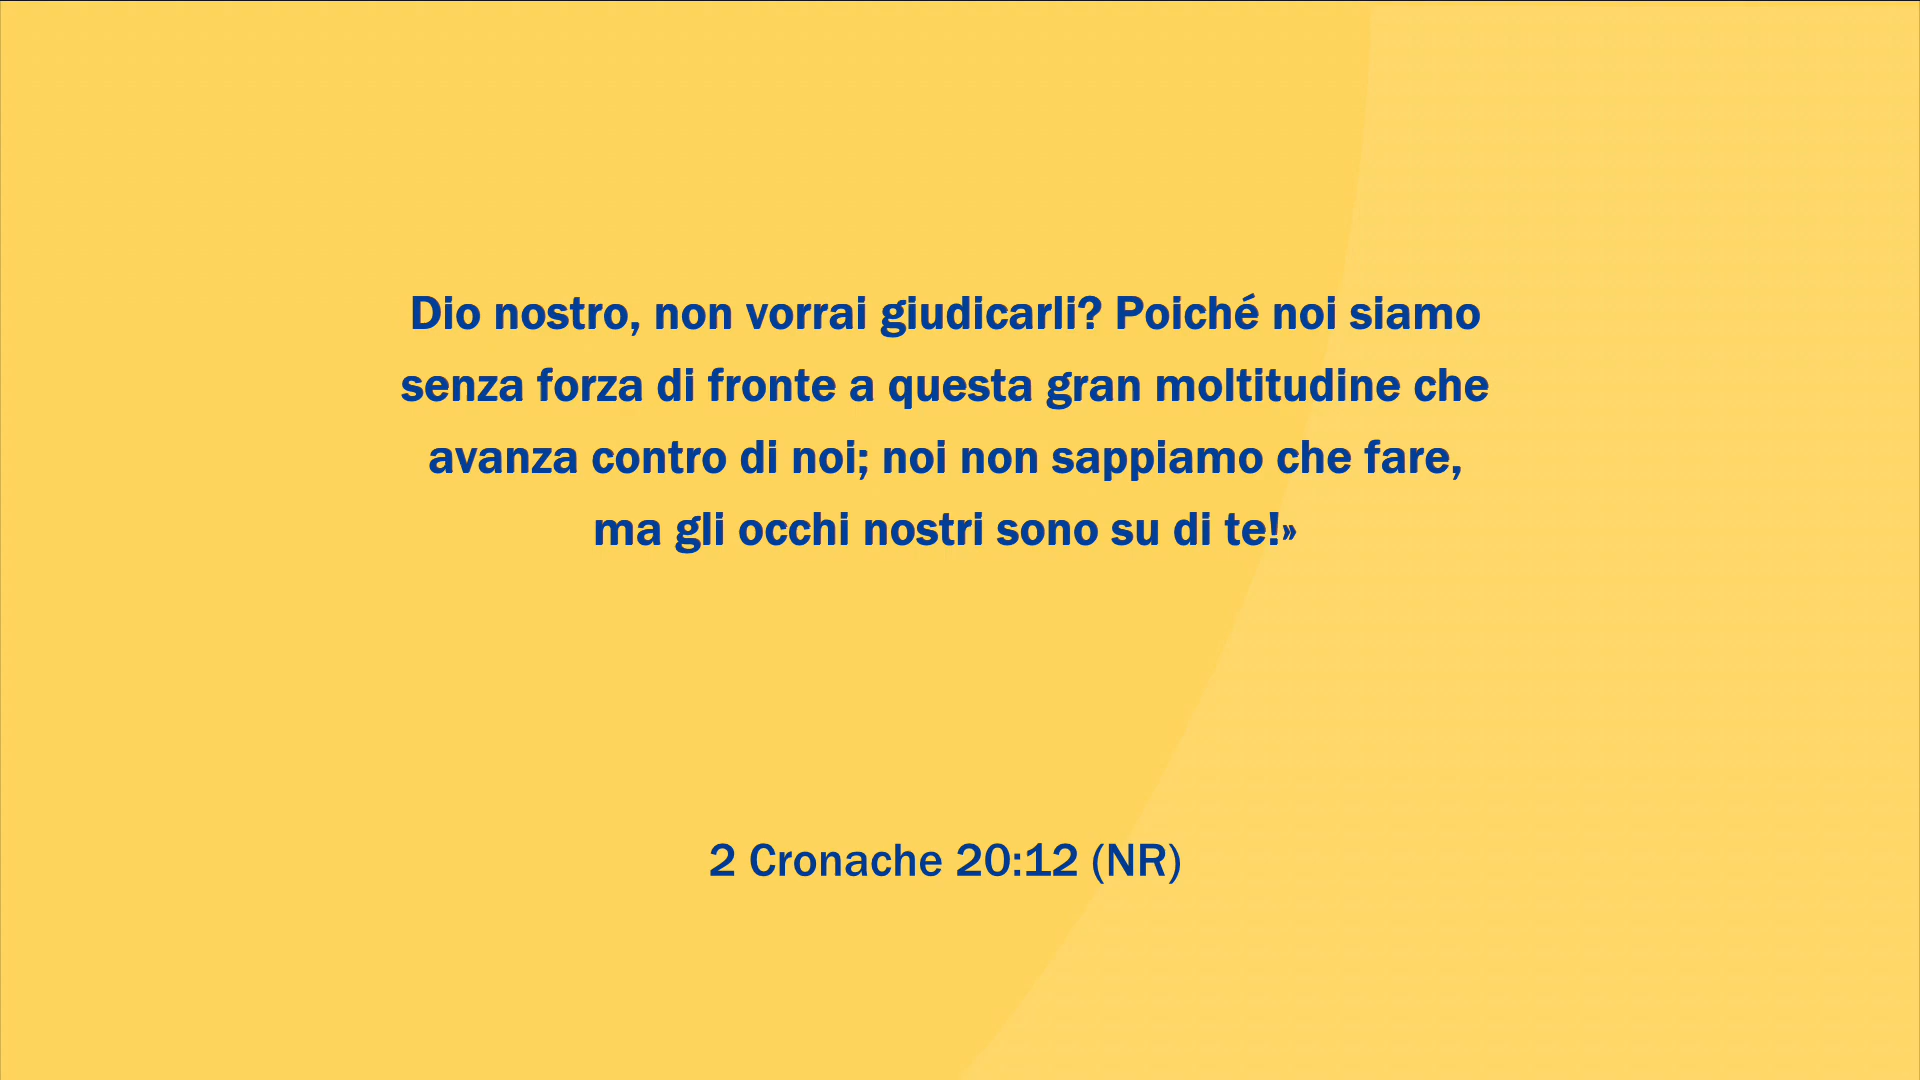 Dio nostro, non vorrai giudicarli? Poiché noi siamo
senza forza di fronte a questa gran moltitudine che
avanza contro di noi; noi non sappiamo che fare,
ma gli occhi nostri sono su di te!»
2 Cronache 20:12 (NR)